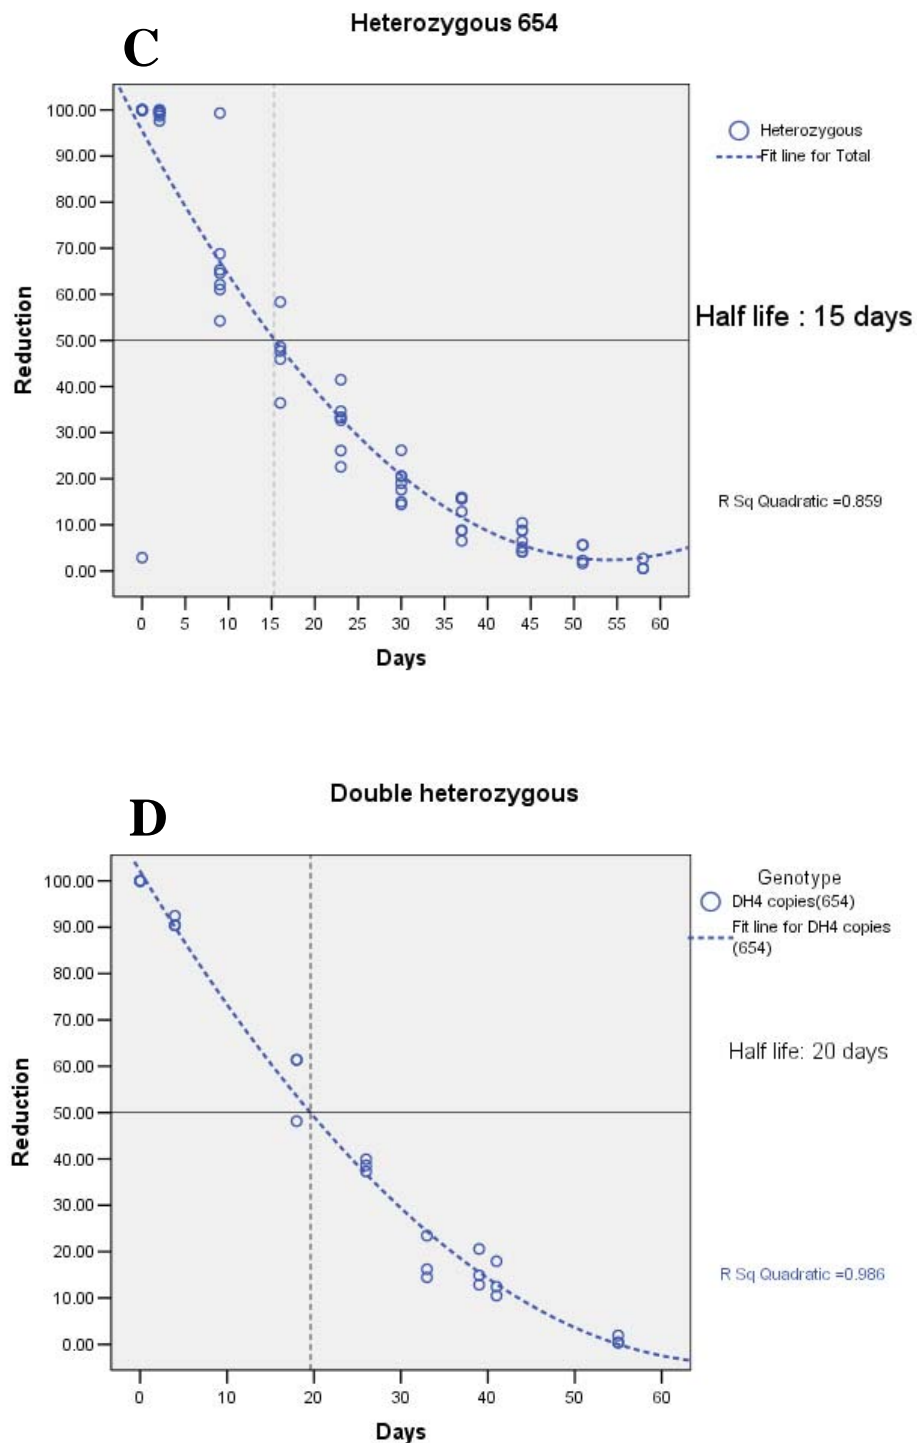 Heterozygous 654
C
100.00
90.00
80.00
70.00
60.00
50.00
40.00
30.00
20.00
10.00
0.00
Reduction
0 5 10 15 20 25 30 35 40 45 50 55 60
Days
Heterozygous
Fit line for Total
Half life : 15 days
R Sq Quadratic =0.859
Double heterozygous
D
100.00
90.00
80.00
70.00
60.00
50.00
40.00
30.00
20.00
10.00
0.00
Reduction
0 10 20 30 40 50 60
Days
Genotype
DH4 copies(654)
Fit line for DH4 copies
(654)
Half life: 20 days
R Sq Quadratic =0.986